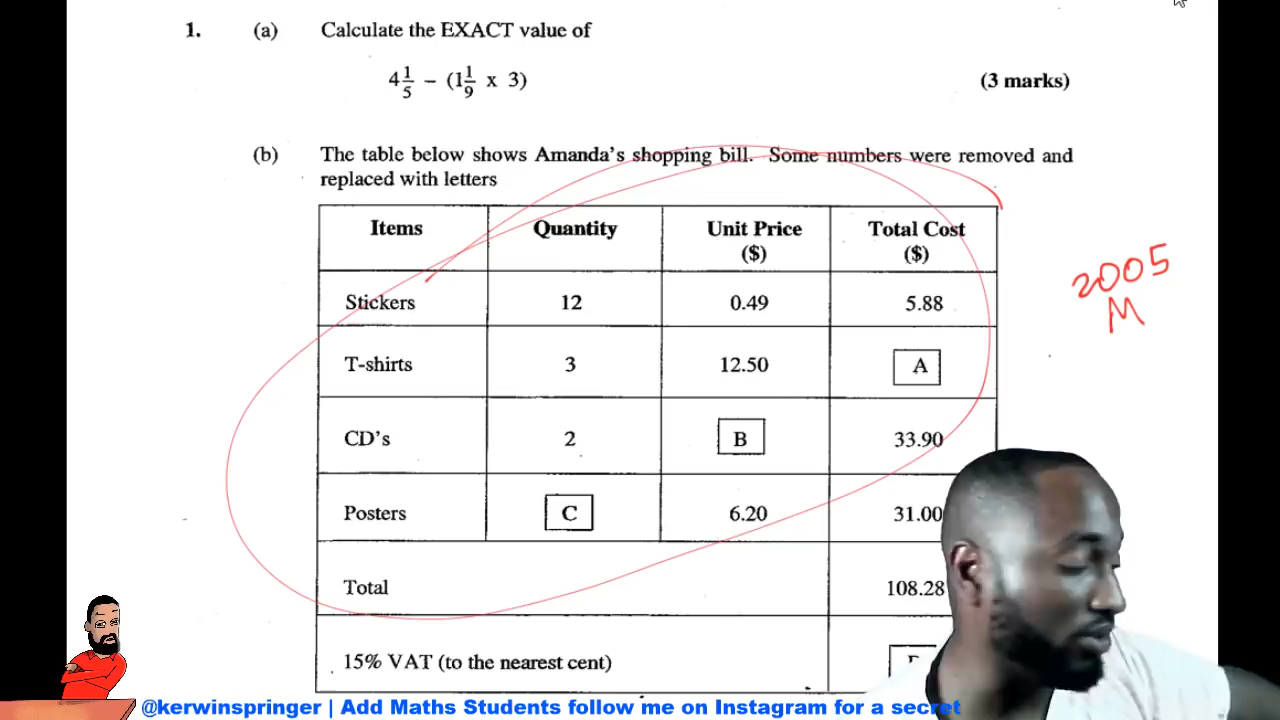 1. (a) Calculate the EXACT value of
4 1/5 − (1 1/9 x 3) (3 marks)
(b) The table below shows Amanda's shopping bill. Some numbers were removed and
replaced with letters
Items Quantity Unit Price ($) Total Cost ($)
Stickers 12 0.49 5.88
T-shirts 3 12.50 A
CD's 2 B 33.90
Posters C 6.20 31.00
Total 108.28
15% VAT (to the nearest cent)
2005
M
@kerwinspringer | Add Maths Students follow me on Instagram for a secret